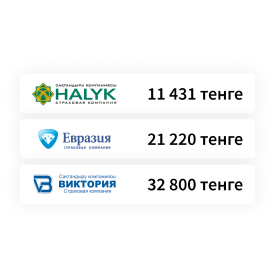 САҚТАНДЫРУ КОМПАНИЯСЫ
HALYK
СТРАХОВАЯ КОМПАНИЯ
11 431 тенге
Евразия
СТРАХОВАЯ КОМПАНИЯ
21 220 тенге
Сақтандыру компаниясы
ВИКТОРИЯ
Страховая компания
32 800 тенге